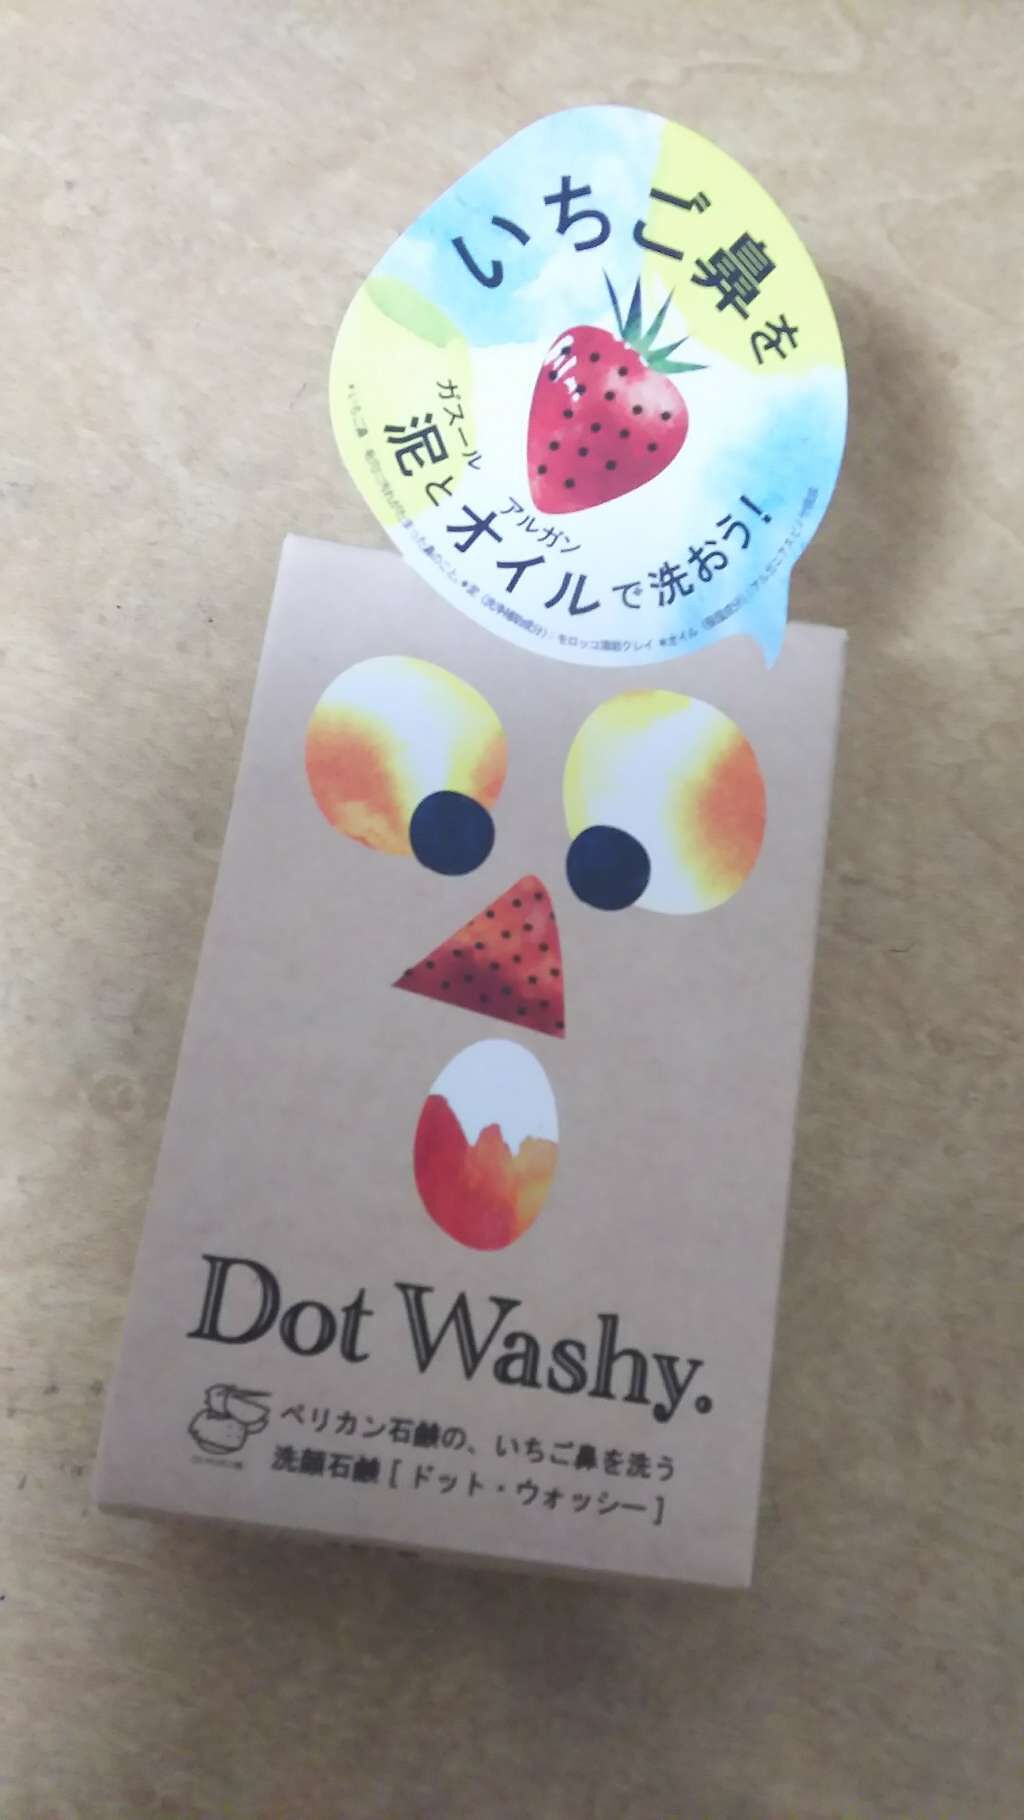 いちご鼻を
ガスール
泥と
アルガン
オイルで洗おう!
Dot Washy.
ペリカン石鹸の、いちご鼻を洗う
洗顔石鹸[ドット・ウォッシー]